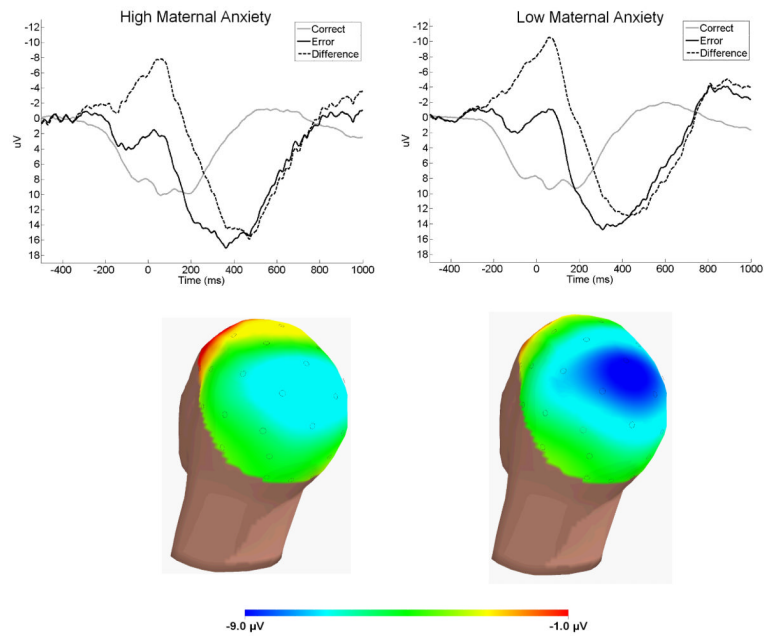 High Maternal Anxiety
Low Maternal Anxiety
Correct
Error
Difference
Correct
Error
Difference
-12
-10
-8
-6
-4
-2
0
2
4
6
8
10
12
14
16
18
uV
-400 -200 0 200 400 600 800 1000
Time (ms)
-12
-10
-8
-6
-4
-2
0
2
4
6
8
10
12
14
16
18
uV
-400 -200 0 200 400 600 800 1000
Time (ms)
-9.0 µV
-1.0 µV